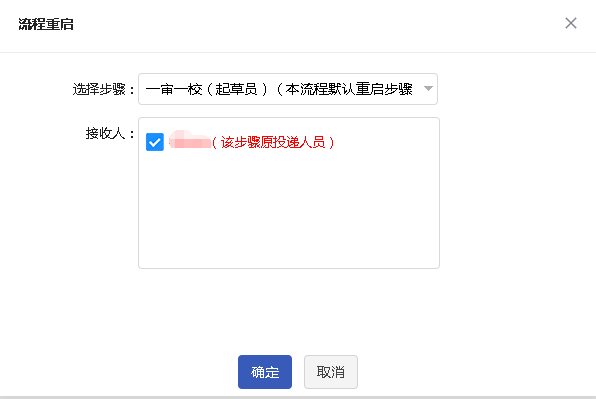 流程重启
选择步骤：
一审一校（起草员）（本流程默认重启步骤
接收人：
（该步骤原投递人员）
确定
取消